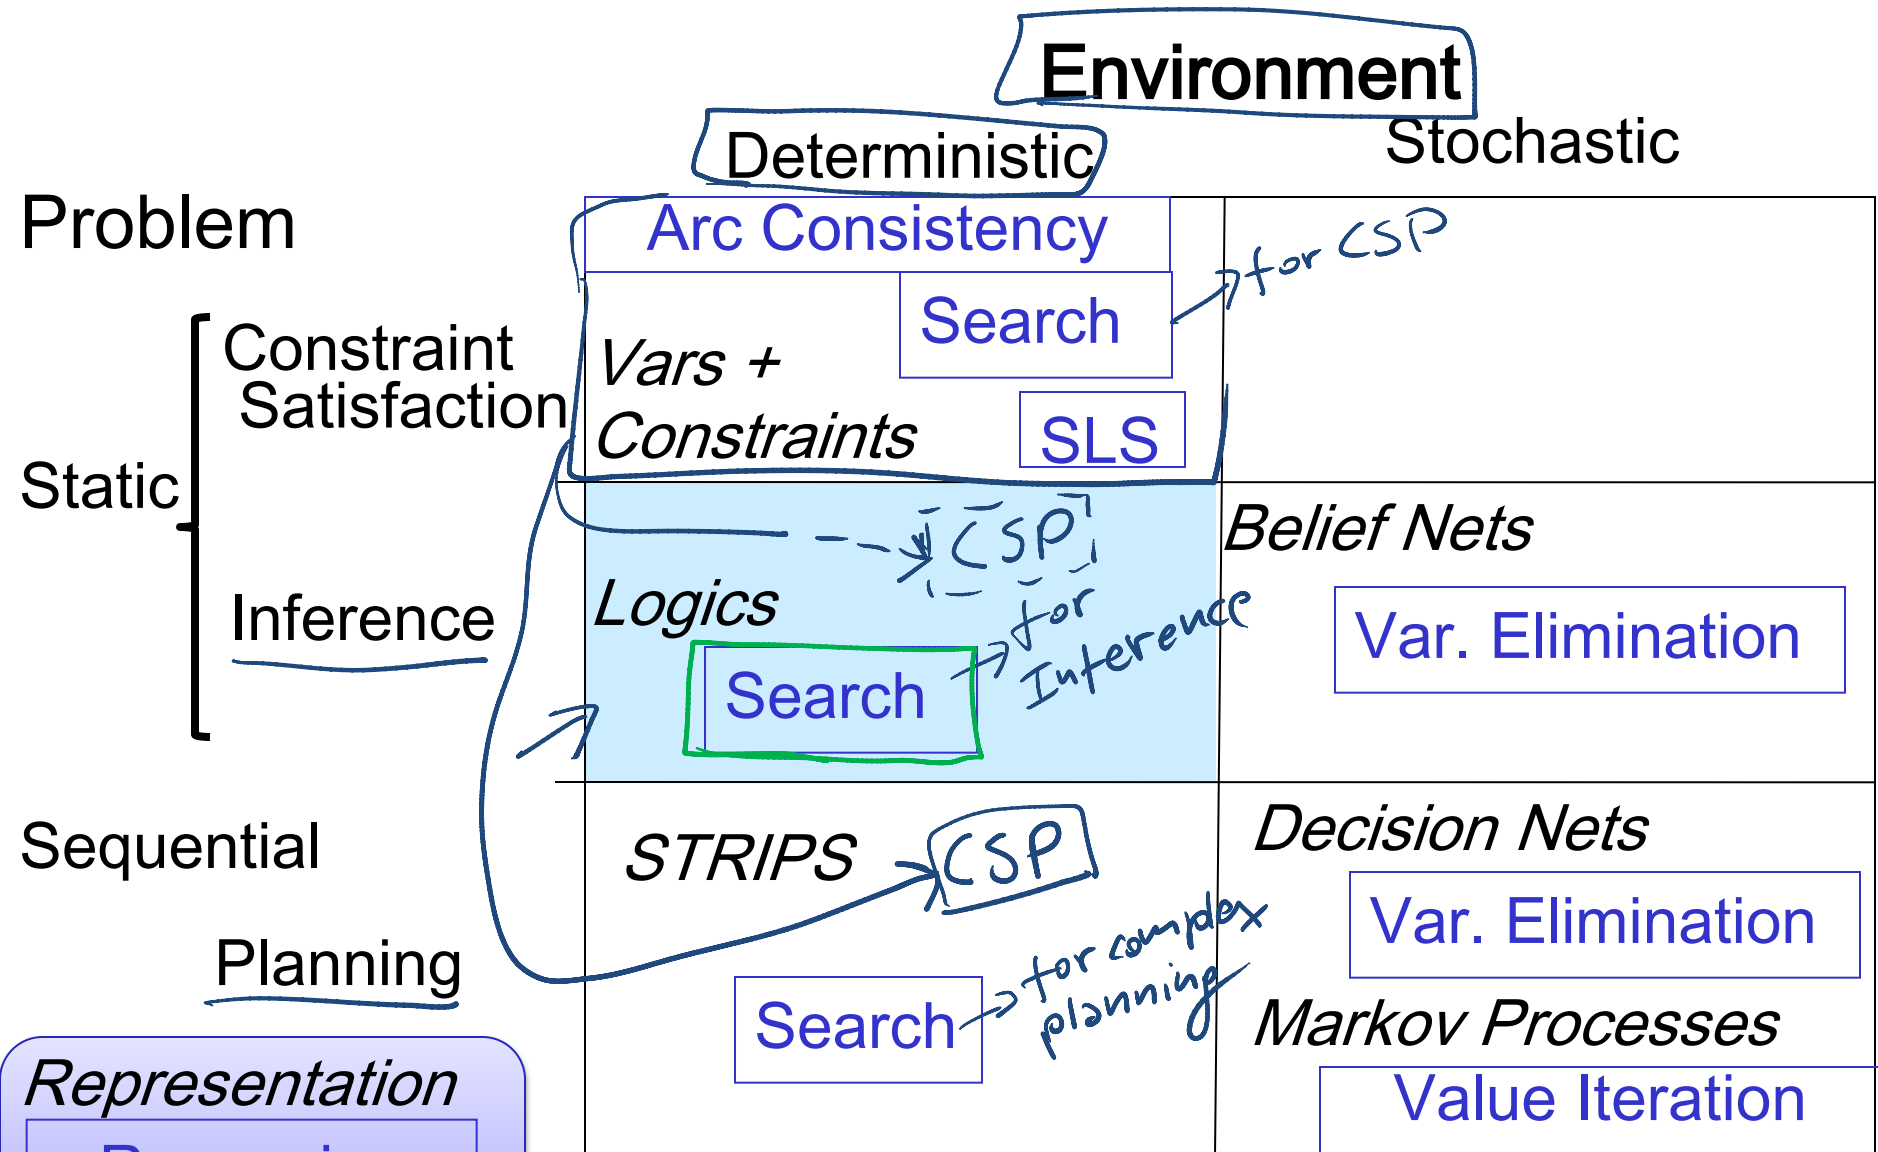 Environment
Deterministic
Stochastic
Problem
Arc Consistency
Search
for CSP
Constraint
Satisfaction
Vars +
Constraints
SLS
Static
CSP
Belief Nets
Logics
for
Inference
Inference
Search
Var. Elimination
Sequential
STRIPS
CSP
Decision Nets
Var. Elimination
Planning
Search
for complex
planning
Markov Processes
Value Iteration
Representation